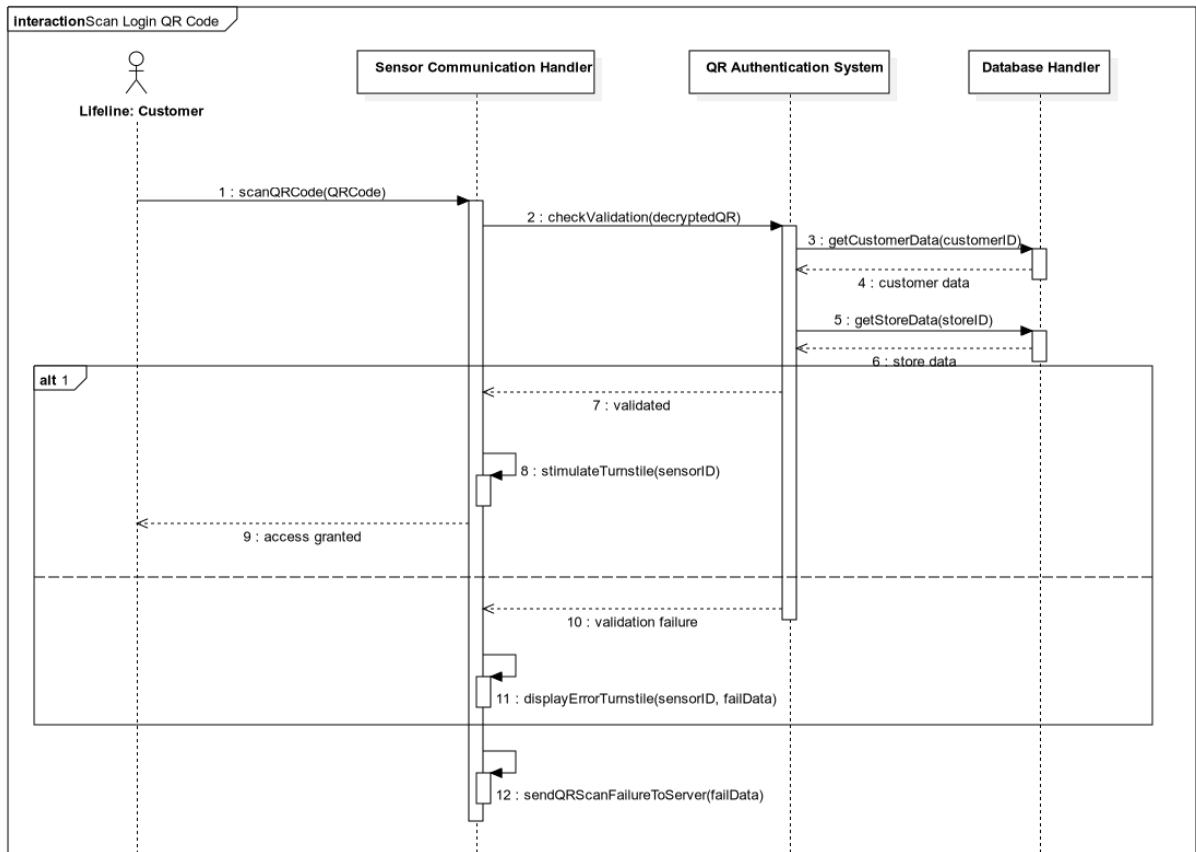 interactionScan Login QR Code
Lifeline: Customer
Sensor Communication Handler
QR Authentication System
Database Handler
1 : scanQRCode(QRCode)
2 : checkValidation(decryptedQR)
3 : getCustomerData(customerID)
4 : customer data
5 : getStoreData(storeID)
6 : store data
alt 1
7 : validated
8 : stimulateTurnstile(sensorID)
9 : access granted
10 : validation failure
11 : displayErrorTurnstile(sensorID, failData)
12 : sendQRScanFailureToServer(failData)